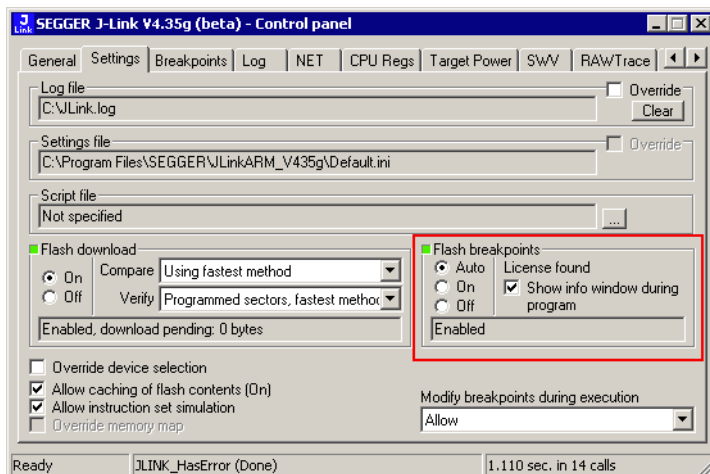 J Link SEGGER J-Link V4.35g (beta) - Control panel
General Settings Breakpoints Log NET CPU Regs Target Power SWV RAWTrace
Log file Override
C:\JLink.log Clear
Settings file Override
C:\Program Files\SEGGER\JLinkARM_V435g\Default.ini
Script file
Not specified ...
Flash download
On Compare Using fastest method
Off Verify Programmed sectors, fastest method
Enabled, download pending: 0 bytes
Flash breakpoints
Auto License found
On Show info window during
Off program
Enabled
Override device selection
Allow caching of flash contents (On)
Allow instruction set simulation
Override memory map
Modify breakpoints during execution
Allow
Ready JLINK_HasError (Done) 1.110 sec. in 14 calls